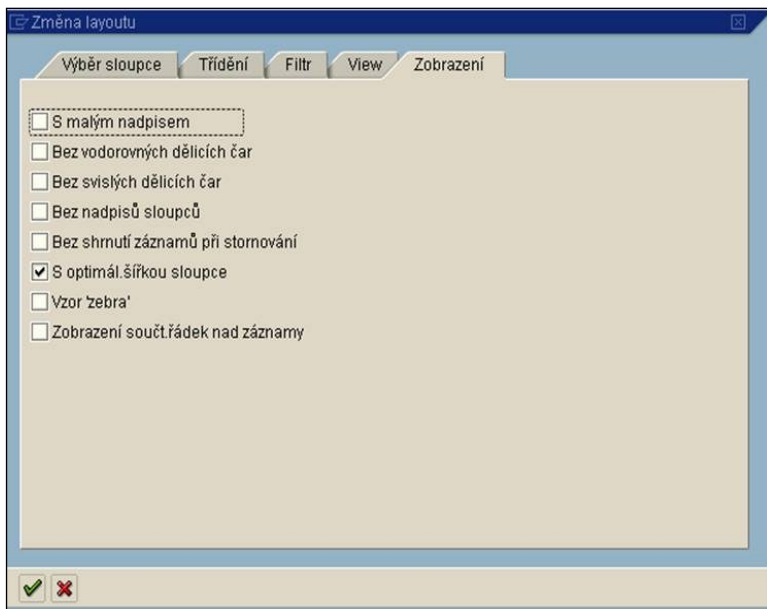 Změna layoutu
Výběr sloupce Třídění Filtr View Zobrazení
S malým nadpisem
Bez vodorovných dělicích čar
Bez svislých dělicích čar
Bez nadpisů sloupců
Bez shrnutí záznamů při stornování
S optimál.šířkou sloupce
Vzor 'zebra'
Zobrazení součt.řádek nad záznamy